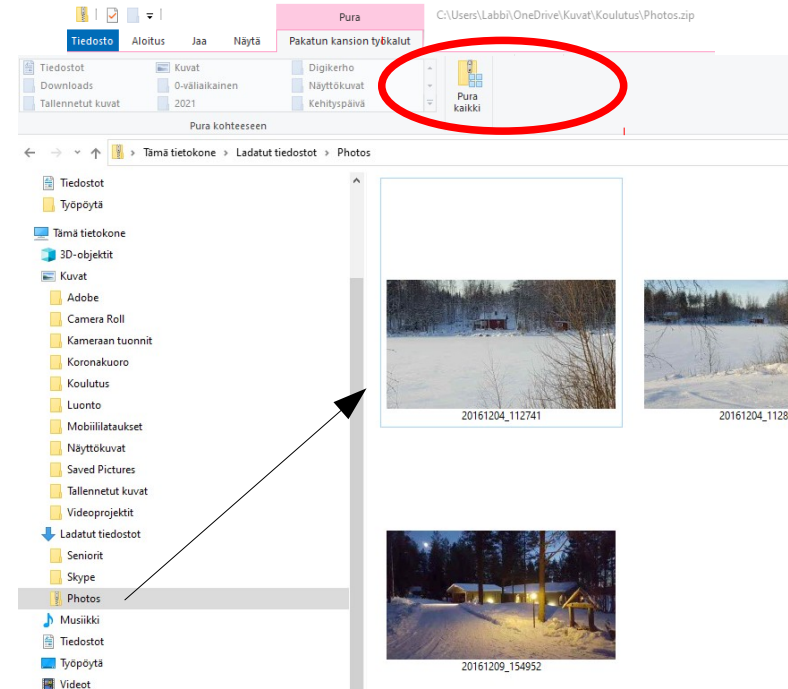 Pura
C:\Users\Labbi\OneDrive\Kuvat\Koulutus\Photos.zip
Tiedosto Aloitus Jaa Näytä Pakatun kansion työkalut
Tiedostot Kuvat Digikerho
Downloads 0-väliaikainen Näyttökuvat
Tallennetut kuvat 2021 Kehityspäivä
Pura
kaikki
Pura kohteeseen
Tämä tietokone > Ladatut tiedostot > Photos
Tiedostot
Työpöytä
Tämä tietokone
3D-objektit
Kuvat
Adobe
Camera Roll
Kameraan tuonnit
Koronakuoro
Koulutus
Luonto
Mobiililataukset
Näyttökuvat
Saved Pictures
Tallennetut kuvat
Videoprojektit
Ladatut tiedostot
Seniorit
Skype
Photos
Musiikki
Tiedostot
Työpöytä
Videot
20161204_112741
20161204_1128
20161209_154952